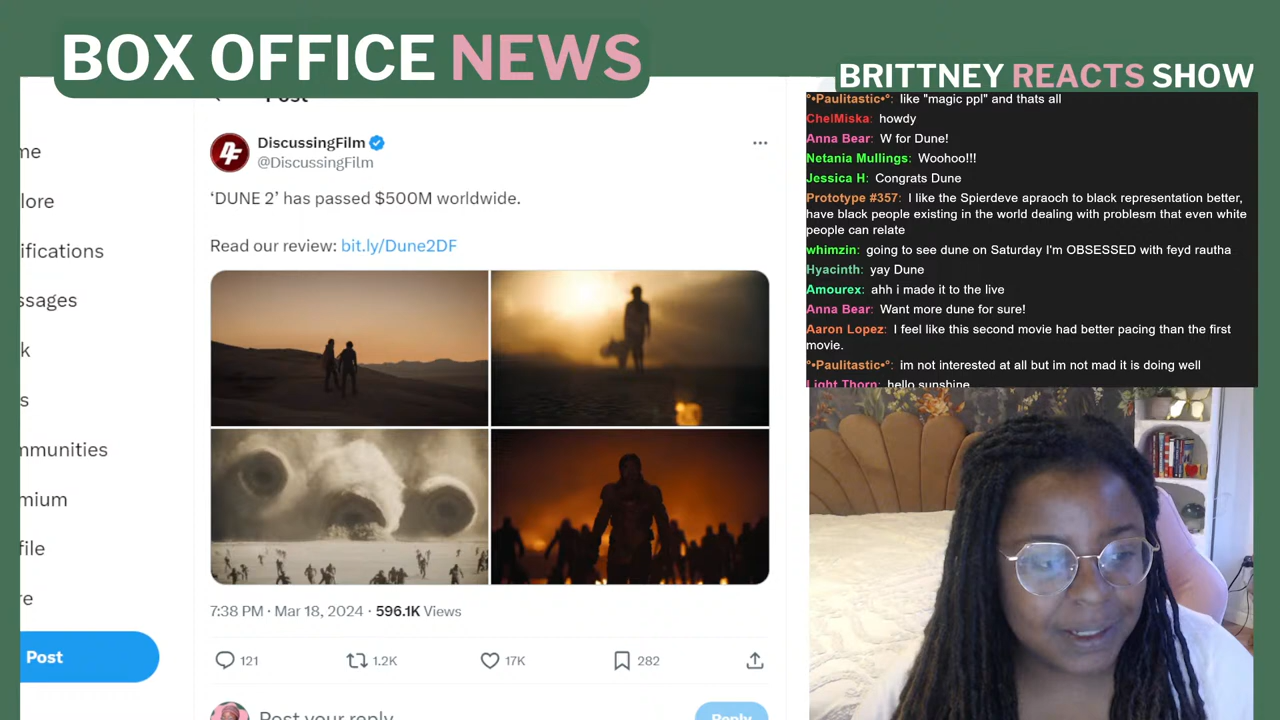 BOX OFFICE NEWS
BRITTNEY REACTS SHOW
Post
me
lore
ifications
ssages
k
s
mmunities
mium
file
re
Post
DiscussingFilm
@DiscussingFilm
‘DUNE 2’ has passed $500M worldwide.
Read our review: bit.ly/Dune2DF
7:38 PM · Mar 18, 2024 · 596.1K Views
121
1.2K
17K
282
Post your reply
Reply
°•Paulitastic•°: like "magic ppl" and thats all
ChelMiska: howdy
Anna Bear: W for Dune!
Netania Mullings: Woohoo!!!
Jessica H: Congrats Dune
Prototype #357: I like the Spierdeve apraoch to black representation better,
have black people existing in the world dealing with problesm that even white
people can relate
whimzin: going to see dune on Saturday I'm OBSESSED with feyd rautha
Hyacinth: yay Dune
Amourex: ahh i made it to the live
Anna Bear: Want more dune for sure!
Aaron Lopez: I feel like this second movie had better pacing than the first
movie.
°•Paulitastic•°: im not interested at all but im not mad it is doing well
Light Thorn: hello sunshine